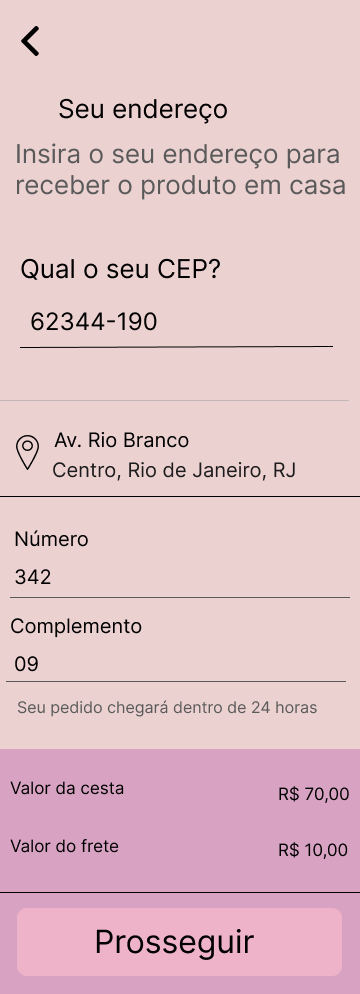 Seu endereço
Insira o seu endereço para
receber o produto em casa
Qual o seu CEP?
62344-190
Av. Rio Branco
Centro, Rio de Janeiro, RJ
Número
342
Complemento
09
Seu pedido chegará dentro de 24 horas
Valor da cesta R$ 70,00
Valor do frete R$ 10,00
Prosseguir